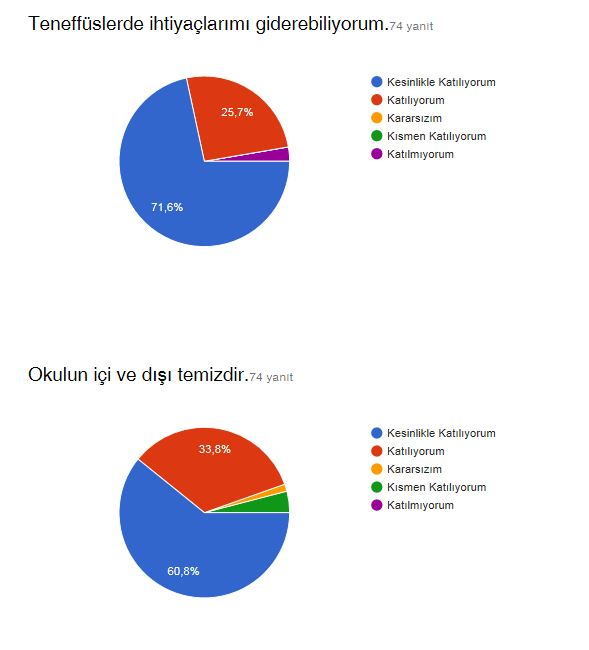 Teneffüslerde ihtiyaçlarımı giderebiliyorum.74 yanıt
Kesinlikle Katılıyorum
Katılıyorum
Kararsızım
Kısmen Katılıyorum
Katılmıyorum
25,7%
71,6%
Okulun içi ve dışı temizdir.74 yanıt
Kesinlikle Katılıyorum
Katılıyorum
Kararsızım
Kısmen Katılıyorum
Katılmıyorum
33,8%
60,8%